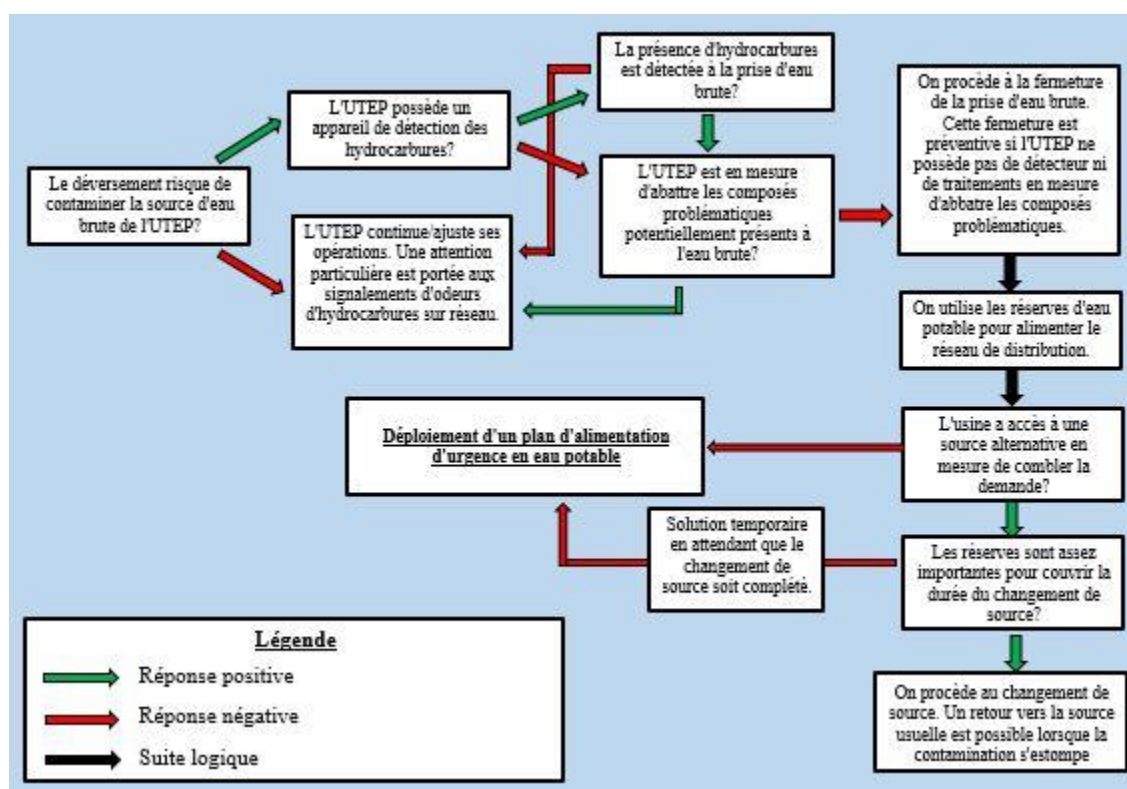 La présence d'hydrocarbures
est détectée à la prise d'eau
brute?
L'UTEP possède un
appareil de détection des
hydrocarbures?
On procède à la fermeture
de la prise d'eau brute.
Cette fermeture est
préventive si l'UTEP ne
possède pas de détecteur ni
de traitements en mesure
d'abbatre les composés
problématiques.
Le déversement risque de
contaminer la source d'eau
brute de l'UTEP?
L'UTEP est en mesure
d'abattre les composés
problématiques
potentiellement présents à
l'eau brute?
L'UTEP continue/ajuste ses
opérations. Une attention
particulière est portée aux
signalements d'odeurs
d'hydrocarbures sur réseau.
On utilise les réserves d'eau
potable pour alimenter le
réseau de distribution.
Déploiement d'un plan d'alimentation
d'urgence en eau potable
L'usine a accès à une
source alternative en
mesure de combler la
demande?
Solution temporaire
en attendant que le
changement de
source soit complété.
Les réserves sont assez
importantes pour couvrir la
durée du changement de
source?
On procède au changement de
source. Un retour vers la source
usuelle est possible lorsque la
contamination s'estompe
Légende
Réponse positive
Réponse négative
Suite logique